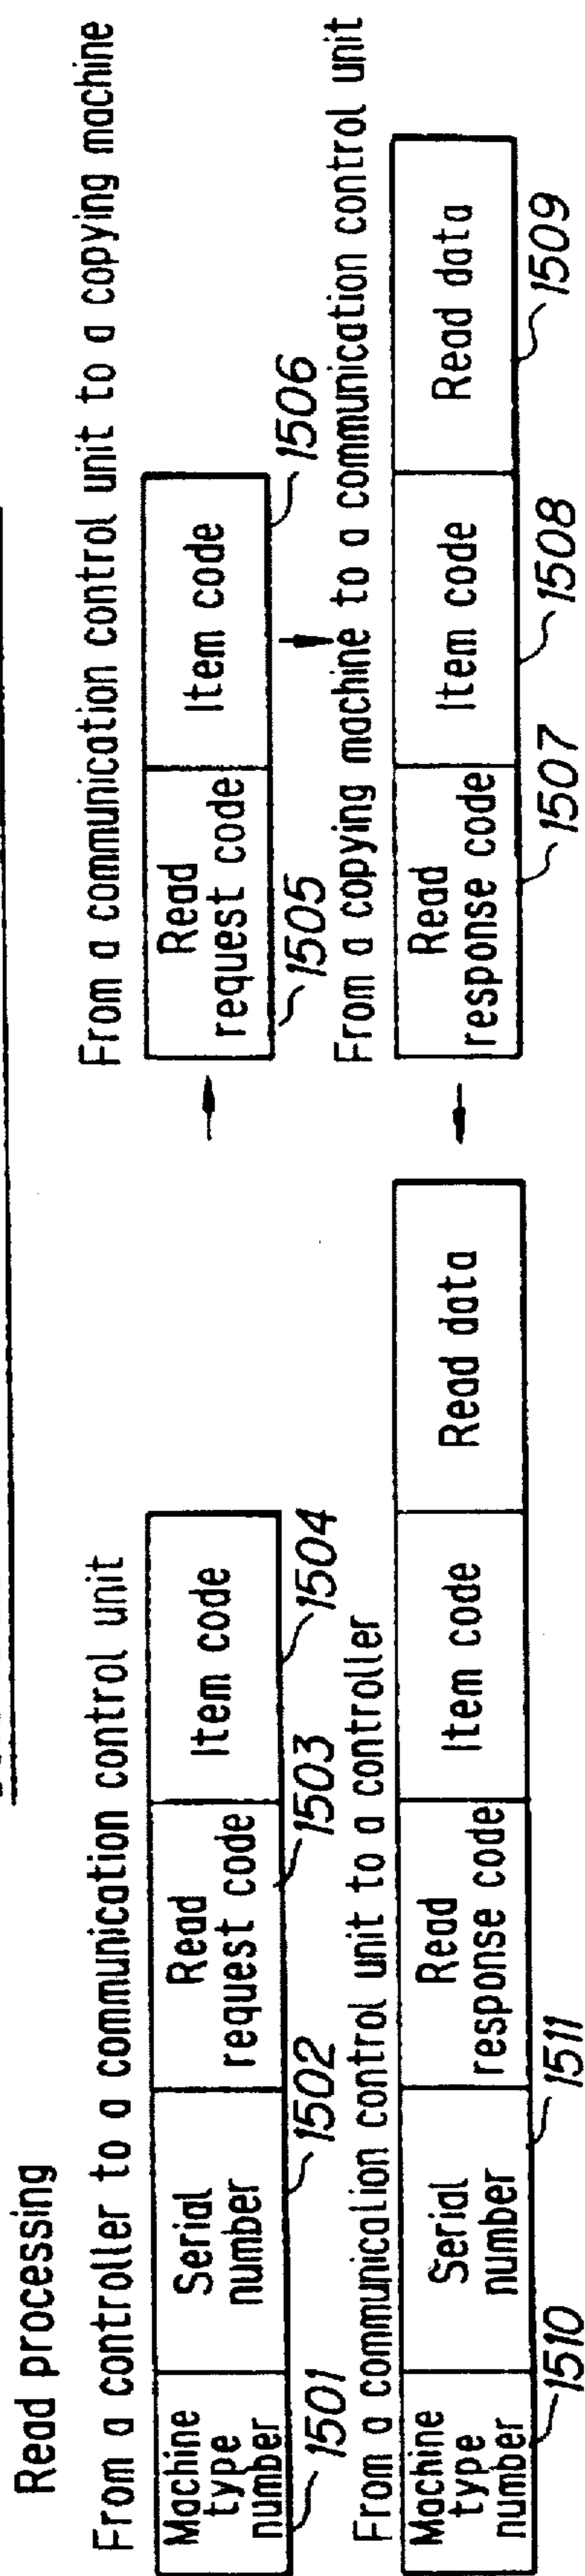 Read processing
From a controller to a communication control unit
Machine
type
number
Serial
number
Read
request code
Item code
1501
1502
1503
1504
From a communication control unit to a copying machine
Read
request code
Item code
1505
1506
From a copying machine to a communication control unit
Read
response code
Item code
Read data
1507
1508
1509
From a communication control unit to a controller
Machine
type
number
Serial
number
Read
response code
Item code
Read data
1510
1511